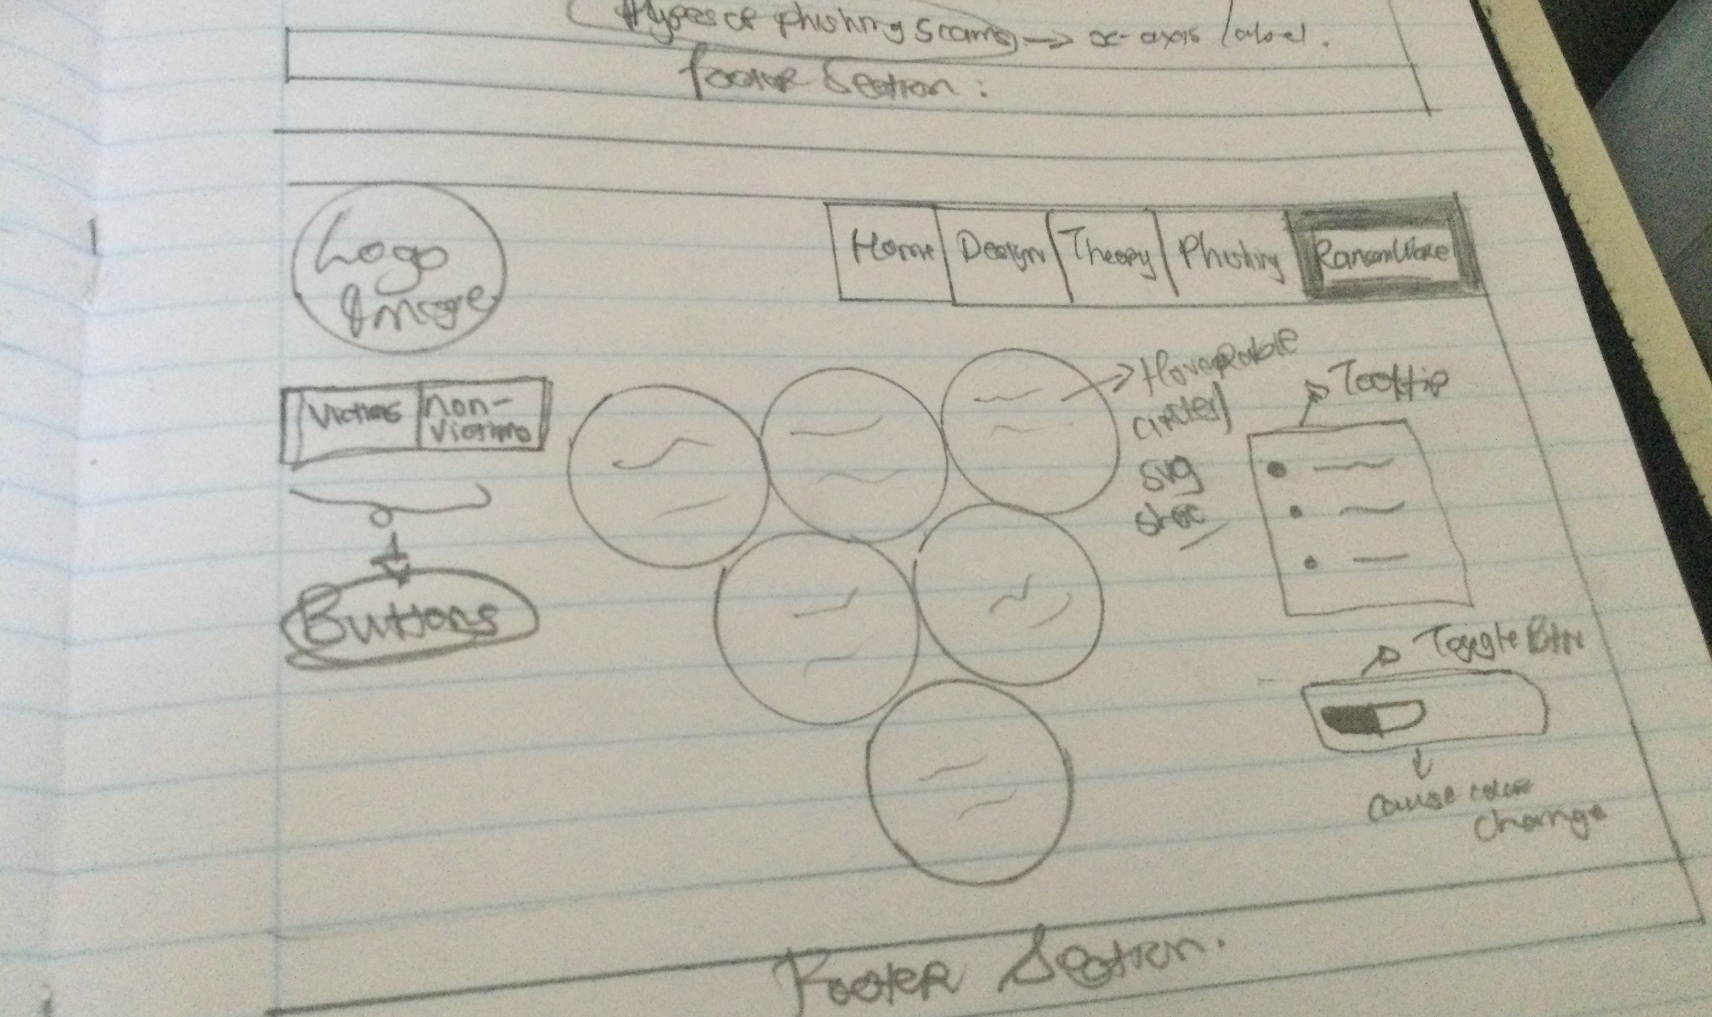 types of phishing scams → x-axis label.
footer Section :
Logo
Image
Home Design Theory Phishing RansomWare
Victims non-
victims
Buttons
Hoverable
circles/
svg
Tooltip
Toggle Btn
cause color
change
Footer Section.